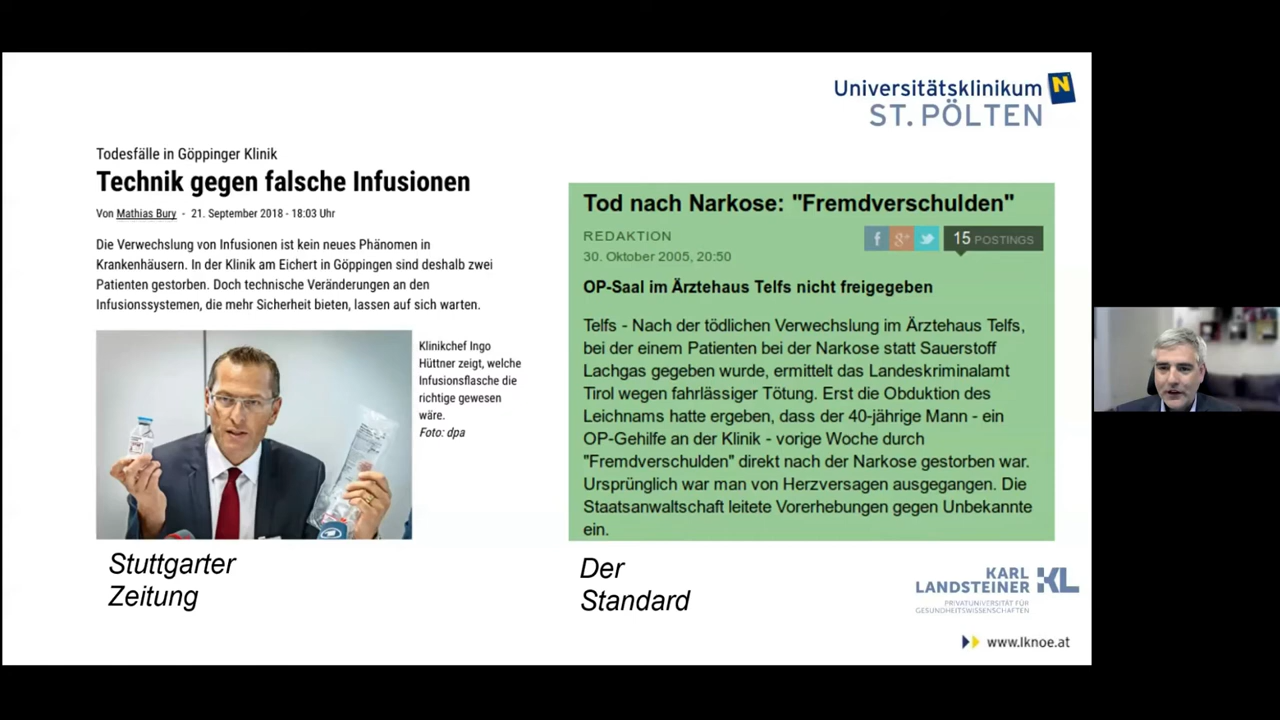 Universitätsklinikum N
ST. PÖLTEN
Todesfälle in Göppinger Klinik
Technik gegen falsche Infusionen
Von Mathias Bury - 21. September 2018 - 18:03 Uhr
Die Verwechslung von Infusionen ist kein neues Phänomen in
Krankenhäusern. In der Klinik am Eichert in Göppingen sind deshalb zwei
Patienten gestorben. Doch technische Veränderungen an den
Infusionssystemen, die mehr Sicherheit bieten, lassen auf sich warten.
Klinikchef Ingo
Hüttner zeigt, welche
Infusionsflasche die
richtige gewesen
wäre.
Foto: dpa
Stuttgarter
Zeitung
Tod nach Narkose: "Fremdverschulden"
REDAKTION
30. Oktober 2005, 20:50
f g+ 15 POSTINGS
OP-Saal im Ärztehaus Telfs nicht freigegeben
Telfs - Nach der tödlichen Verwechslung im Ärztehaus Telfs,
bei der einem Patienten bei der Narkose statt Sauerstoff
Lachgas gegeben wurde, ermittelt das Landeskriminalamt
Tirol wegen fahrlässiger Tötung. Erst die Obduktion des
Leichnams hatte ergeben, dass der 40-jährige Mann - ein
OP-Gehilfe an der Klinik - vorige Woche durch
"Fremdverschulden" direkt nach der Narkose gestorben war.
Ursprünglich war man von Herzversagen ausgegangen. Die
Staatsanwaltschaft leitete Vorerhebungen gegen Unbekannte
ein.
Der
Standard
KARL
LANDSTEINER KL
PRIVATUNIVERSITÄT FÜR
GESUNDHEITSWISSENSCHAFTEN
www.lknoe.at